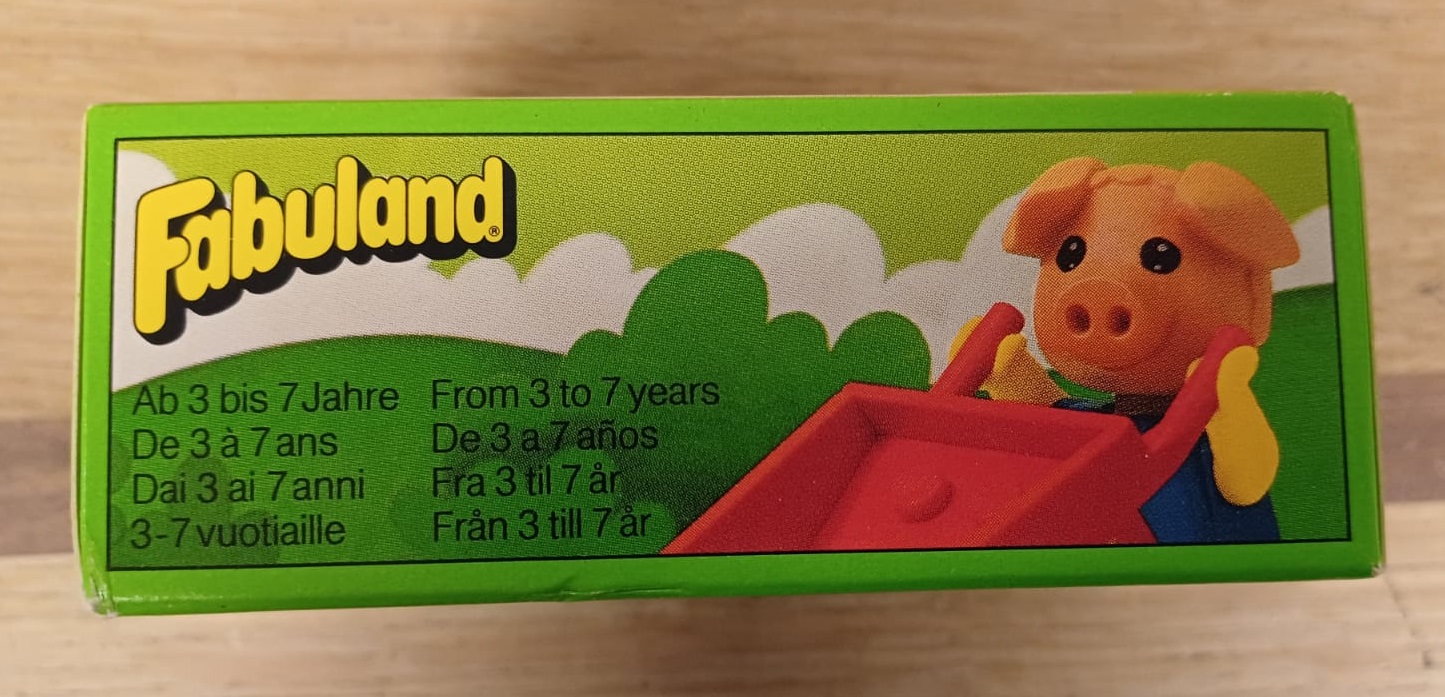 Fabuland®
Ab 3 bis 7 Jahre
De 3 à 7 ans
Dai 3 ai 7 anni
3-7 vuotiaille
From 3 to 7 years
De 3 a 7 años
Fra 3 til 7 år
Från 3 till 7 år